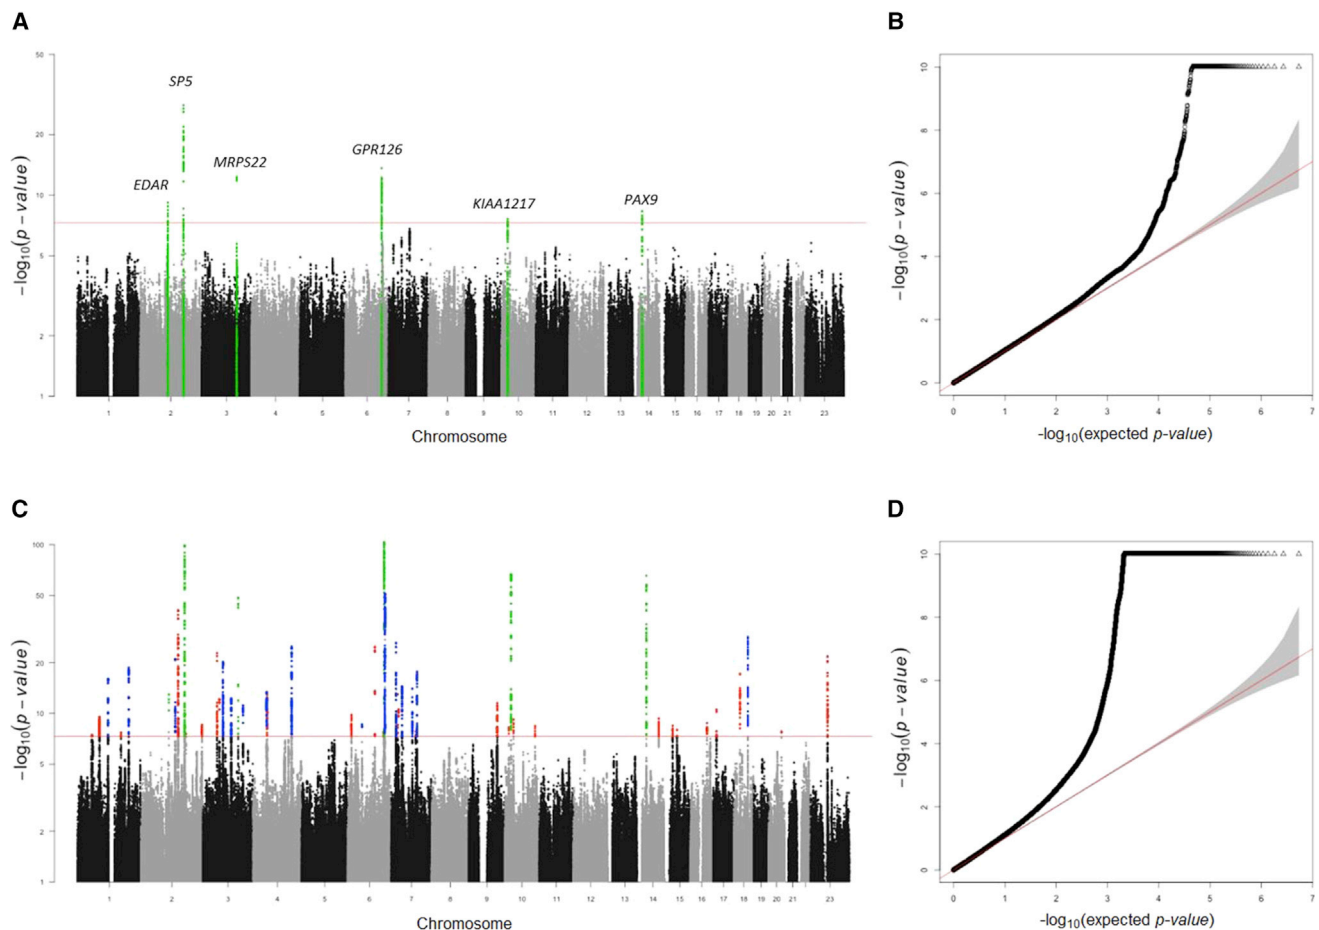 A
B
50
20
10
5
2
1
−log10(p − value)
SP5
EDAR
MRPS22
GPR126
KIAA1217
PAX9
1 2 3 4 5 6 7 8 9 10 11 12 13 14 15 16 17 18 19 20 21 23
Chromosome
10
8
6
4
2
0
−log10(p − value)
0 1 2 3 4 5 6 7
-log10(expected p-value)
C
D
100
50
20
10
5
2
1
−log10(p − value)
1 2 3 4 5 6 7 8 9 10 11 12 13 14 15 16 17 18 19 20 21 23
Chromosome
10
8
6
4
2
0
−log10(p − value)
0 1 2 3 4 5 6 7
-log10(expected p-value)